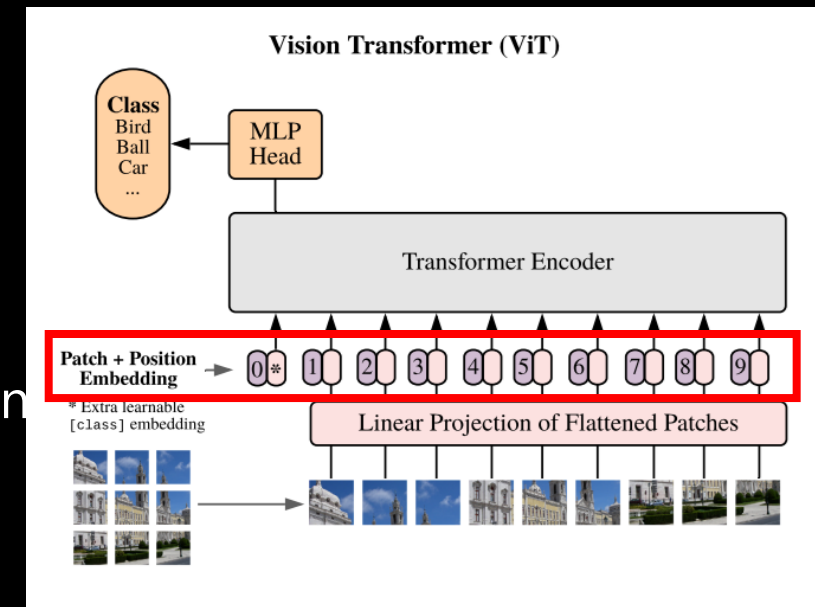 Vision Transformer (ViT)
Class
Bird
Ball
Car
...
MLP
Head
Transformer Encoder
Patch + Position
Embedding
0 * 1 2 3 4 5 6 7 8 9
n
* Extra learnable
[class] embedding
Linear Projection of Flattened Patches